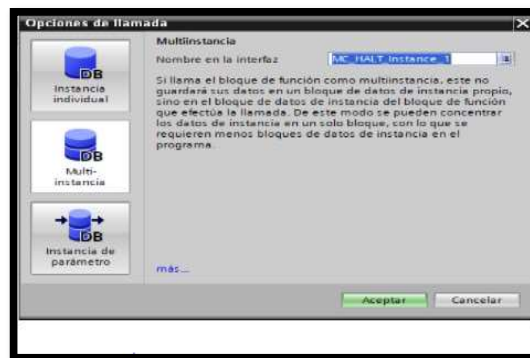 Opciones de llamada
Multiinstancia
Nombre en la interfaz
MC_HALT_Instance_1
Si llama el bloque de función como multiinstancia, este no
guardará sus datos en un bloque de datos de instancia propio,
sino en el bloque de datos de instancia del bloque de función
que efectúa la llamada. De este modo se pueden concentrar
los datos de instancia en un solo bloque, con lo que se
requieren menos bloques de datos de instancia en el
programa.
más...
DB
Instancia
individual
DB
Multi-
instancia
DB
Instancia de
parámetro
Aceptar
Cancelar